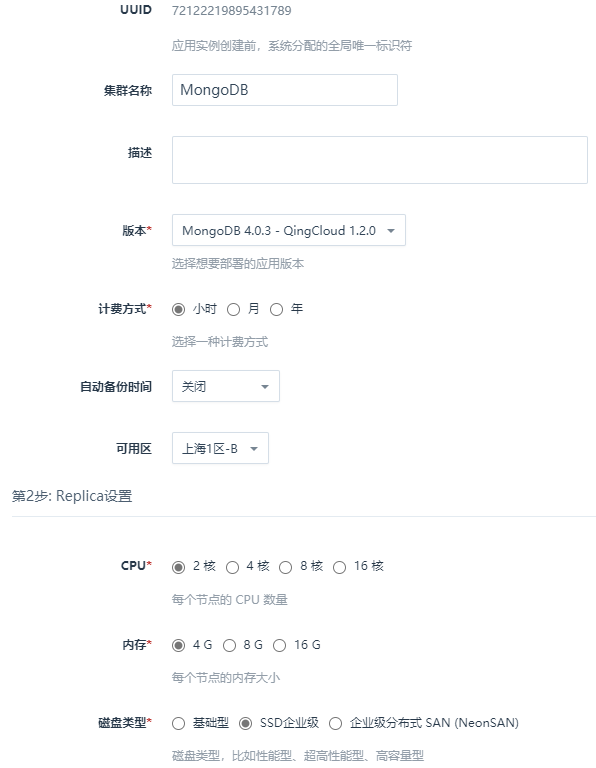 UUID 72122219895431789
应用实例创建前，系统分配的全局唯一标识符
集群名称 MongoDB
描述
版本* MongoDB 4.0.3 - QingCloud 1.2.0
选择想要部署的应用版本
计费方式* 小时 月 年
选择一种计费方式
自动备份时间 关闭
可用区 上海1区-B
第2步: Replica设置
CPU* 2 核 4 核 8 核 16 核
每个节点的 CPU 数量
内存* 4 G 8 G 16 G
每个节点的内存大小
磁盘类型* 基础型 SSD企业级 企业级分布式 SAN (NeonSAN)
磁盘类型，比如性能型、超高性能型、高容量型